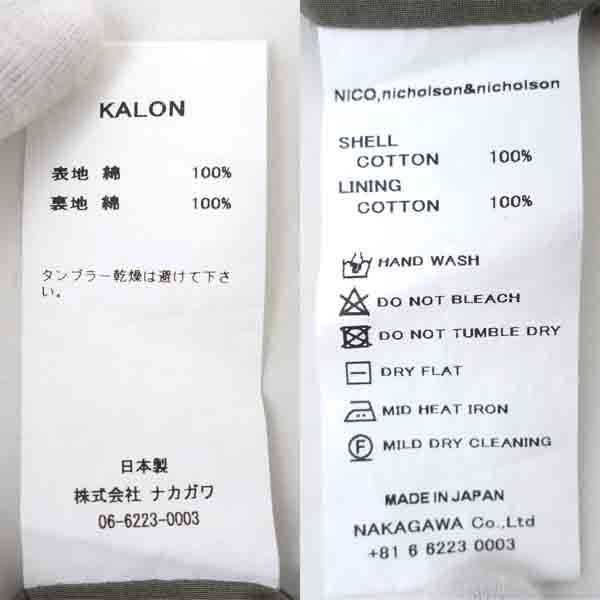 KALON
表地 綿 100%
裏地 綿 100%
タンブラー乾燥は避けて下さ
い。
日本製
株式会社 ナカガワ
06-6223-0003
NICO,nicholson&nicholson
SHELL
COTTON 100%
LINING
COTTON 100%
HAND WASH
DO NOT BLEACH
DO NOT TUMBLE DRY
DRY FLAT
MID HEAT IRON
F MILD DRY CLEANING
MADE IN JAPAN
NAKAGAWA Co.,Ltd
+81 6 6223 0003